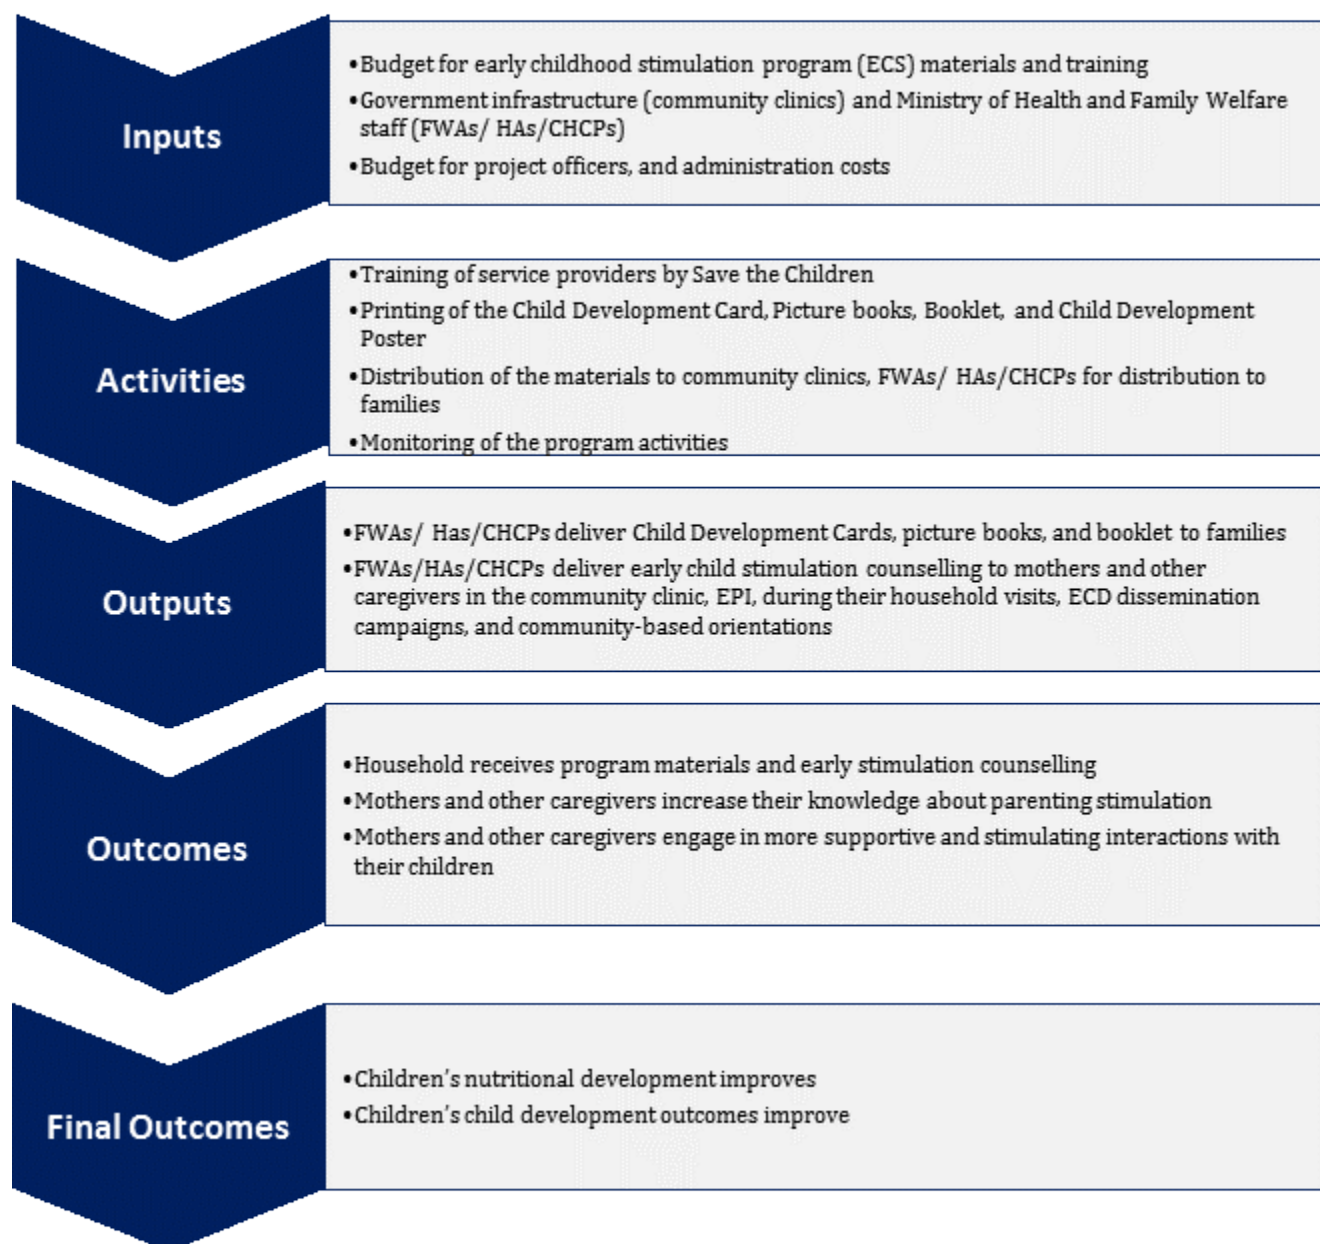 Inputs
•Budget for early childhood stimulation program (ECS) materials and training
•Government infrastructure (community clinics) and Ministry of Health and Family Welfare
staff (FWAs/ HAs/CHCPs)
•Budget for project officers, and administration costs
Activities
•Training of service providers by Save the Children
•Printing of the Child Development Card, Picture books, Booklet, and Child Development
Poster
•Distribution of the materials to community clinics, FWAs/ HAs/CHCPs for distribution to
families
•Monitoring of the program activities
Outputs
•FWAs/ Has/CHCPs deliver Child Development Cards, picture books, and booklet to families
•FWAs/HAs/CHCPs deliver early child stimulation counselling to mothers and other
caregivers in the community clinic, EPI, during their household visits, ECD dissemination
campaigns, and community-based orientations
Outcomes
•Household receives program materials and early stimulation counselling
•Mothers and other caregivers increase their knowledge about parenting stimulation
•Mothers and other caregivers engage in more supportive and stimulating interactions with
their children
Final Outcomes
•Children’s nutritional development improves
•Children’s child development outcomes improve